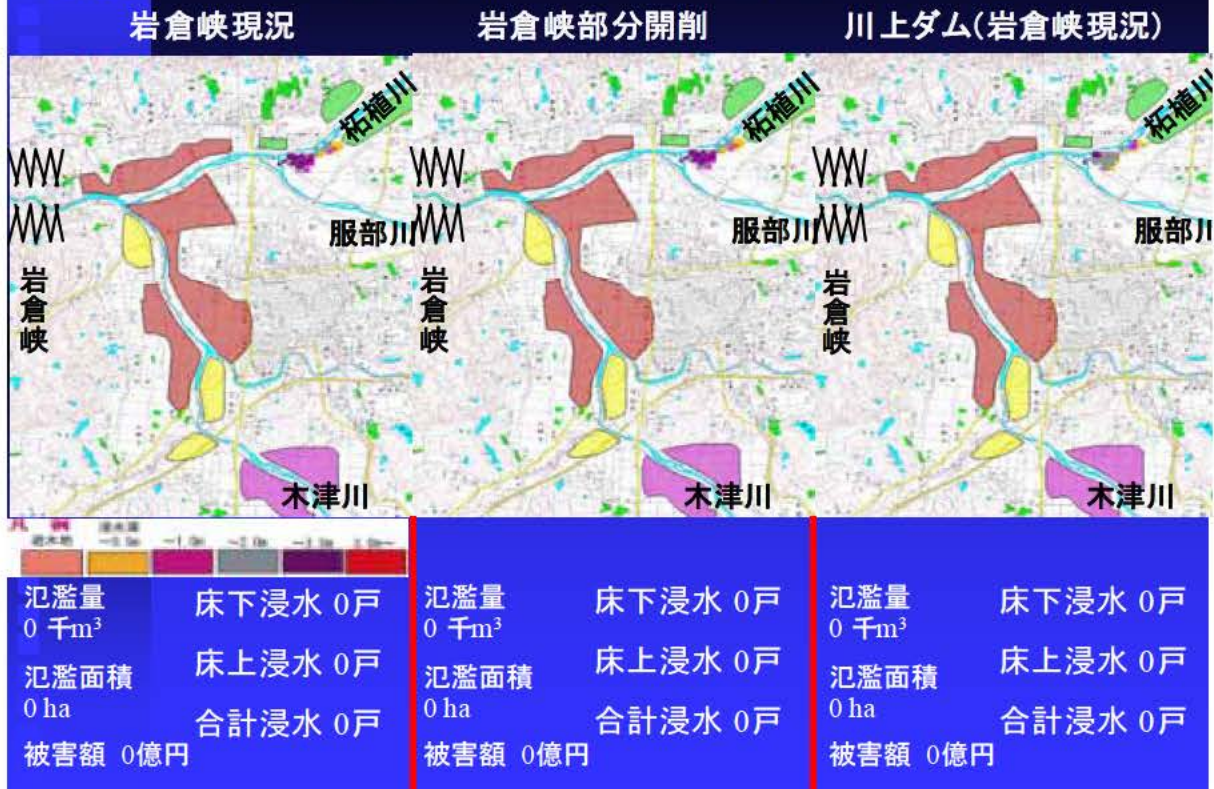 岩倉峡現況
岩倉峡部分開削
川上ダム(岩倉峡現況)
柘植川
柘植川
柘植川
服部川
服部川
服部川
岩倉峡
岩倉峡
岩倉峡
木津川
木津川
木津川
氾濫量
0 千m³
氾濫面積
0 ha
被害額 0億円
床下浸水 0戸
床上浸水 0戸
合計浸水 0戸
氾濫量
0 千m³
氾濫面積
0 ha
被害額 0億円
床下浸水 0戸
床上浸水 0戸
合計浸水 0戸
氾濫量
0 千m³
氾濫面積
0 ha
被害額 0億円
床下浸水 0戸
床上浸水 0戸
合計浸水 0戸